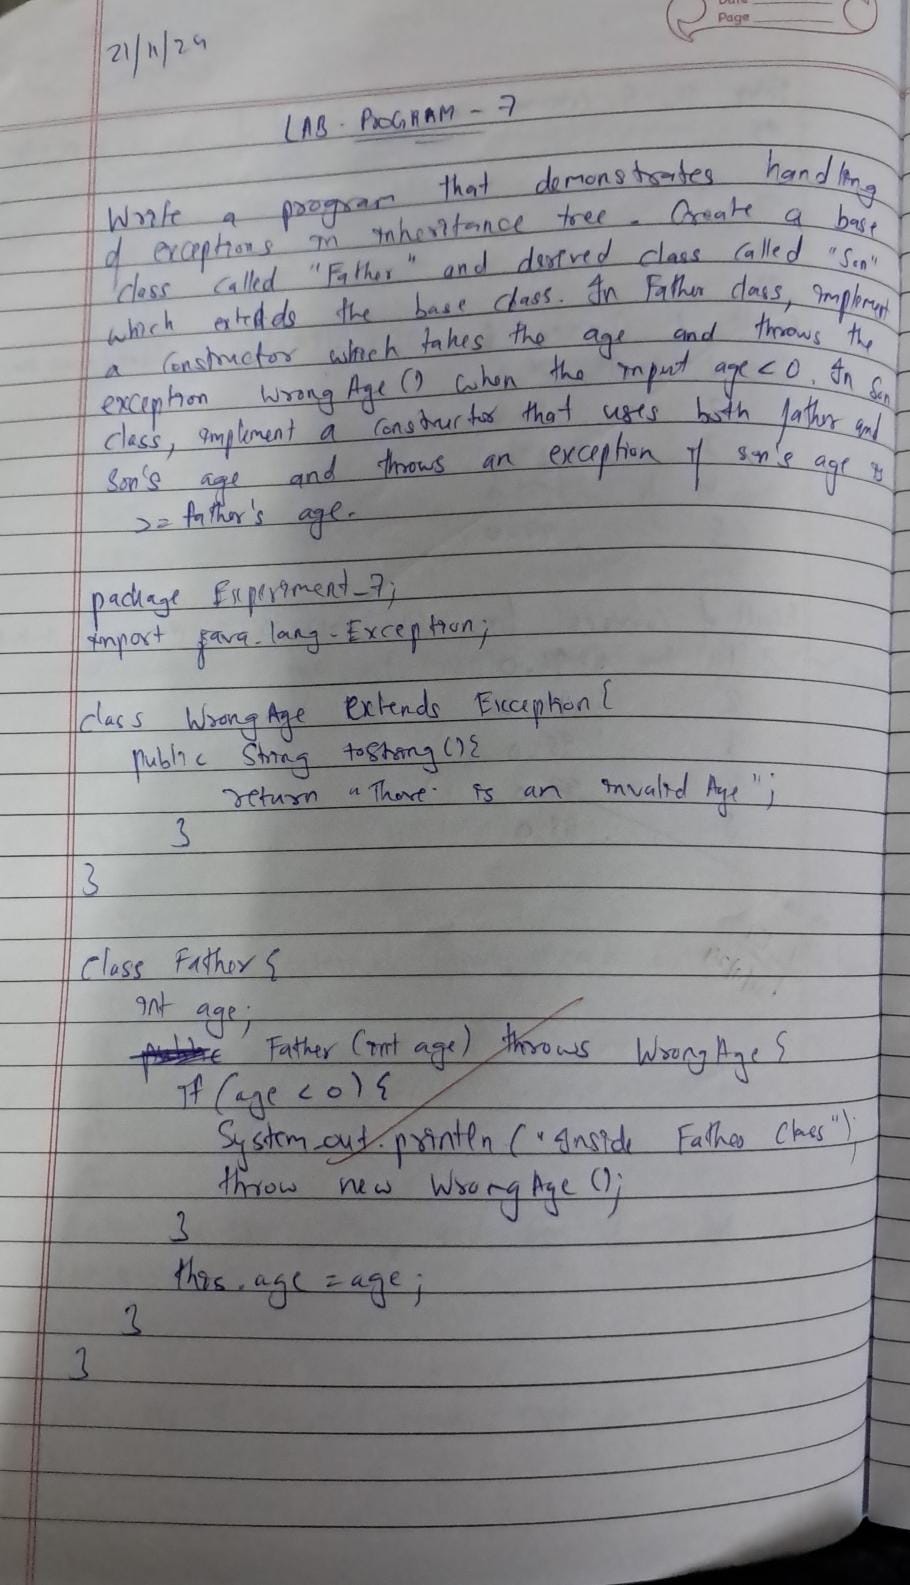 Date
Page
21/11/24
LAB. PROGRAM - 7
Write a program that demonstrates handling
of exceptions in inheritance tree. Create a base
class called "Father" and derived class called "Son"
which extends the base class. In Father class, implement
a constructor which takes the age and throws the
exception WrongAge() when the input age < 0. In Son
class, implement a constructor that uses both father and
Son's age and throws an exception if son's age is
>= father's age.
package Experiment_7;
import java.lang.Exception;
class WrongAge extends Exception{
public String toString(){
return "There is an invalid Age";
}
}
class Father {
int age;
Father (int age) throws WrongAge {
if (age < 0) {
System.out.println ("Inside Father Class");
throw new WrongAge ();
}
this.age = age;
}
}